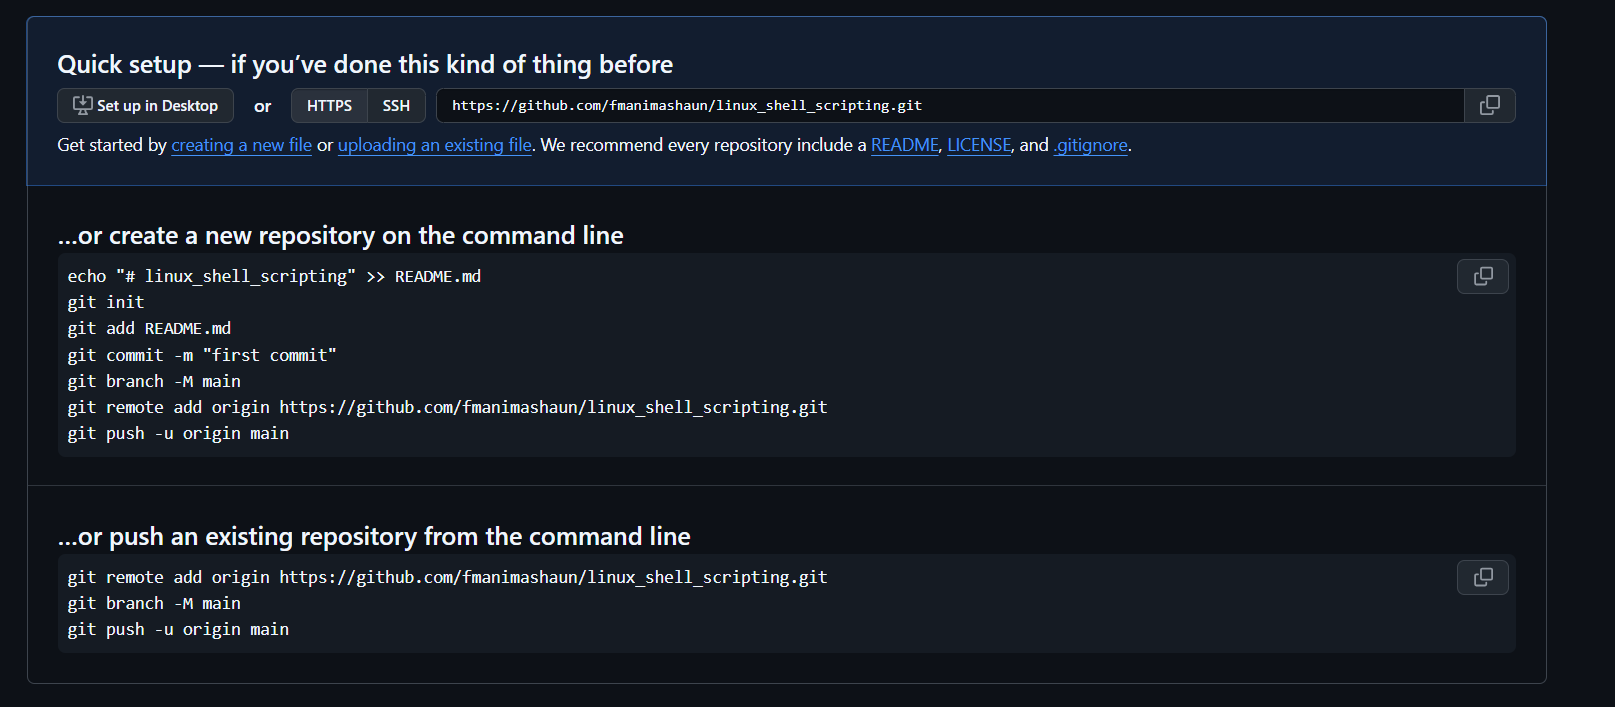 Quick setup — if you’ve done this kind of thing before
Set up in Desktop or HTTPS SSH https://github.com/fmanimashaun/linux_shell_scripting.git
Get started by creating a new file or uploading an existing file. We recommend every repository include a README, LICENSE, and .gitignore.
…or create a new repository on the command line
echo "# linux_shell_scripting" >> README.md
git init
git add README.md
git commit -m "first commit"
git branch -M main
git remote add origin https://github.com/fmanimashaun/linux_shell_scripting.git
git push -u origin main
…or push an existing repository from the command line
git remote add origin https://github.com/fmanimashaun/linux_shell_scripting.git
git branch -M main
git push -u origin main